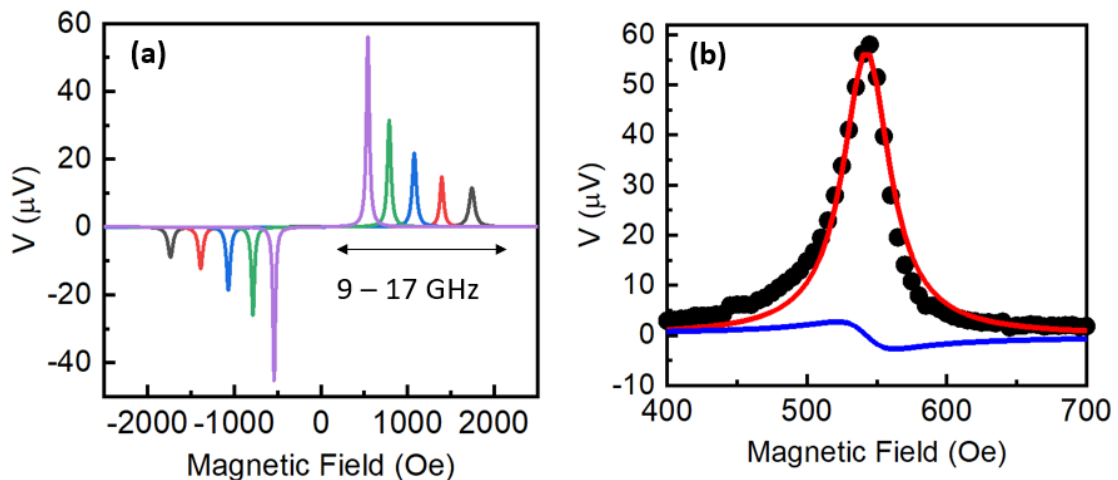 (a)
V (μV)
60
40
20
0
-20
-40
9 – 17 GHz
-2000 -1000 0 1000 2000
Magnetic Field (Oe)
(b)
V (μV)
60
50
40
30
20
10
0
-10
400 500 600 700
Magnetic Field (Oe)